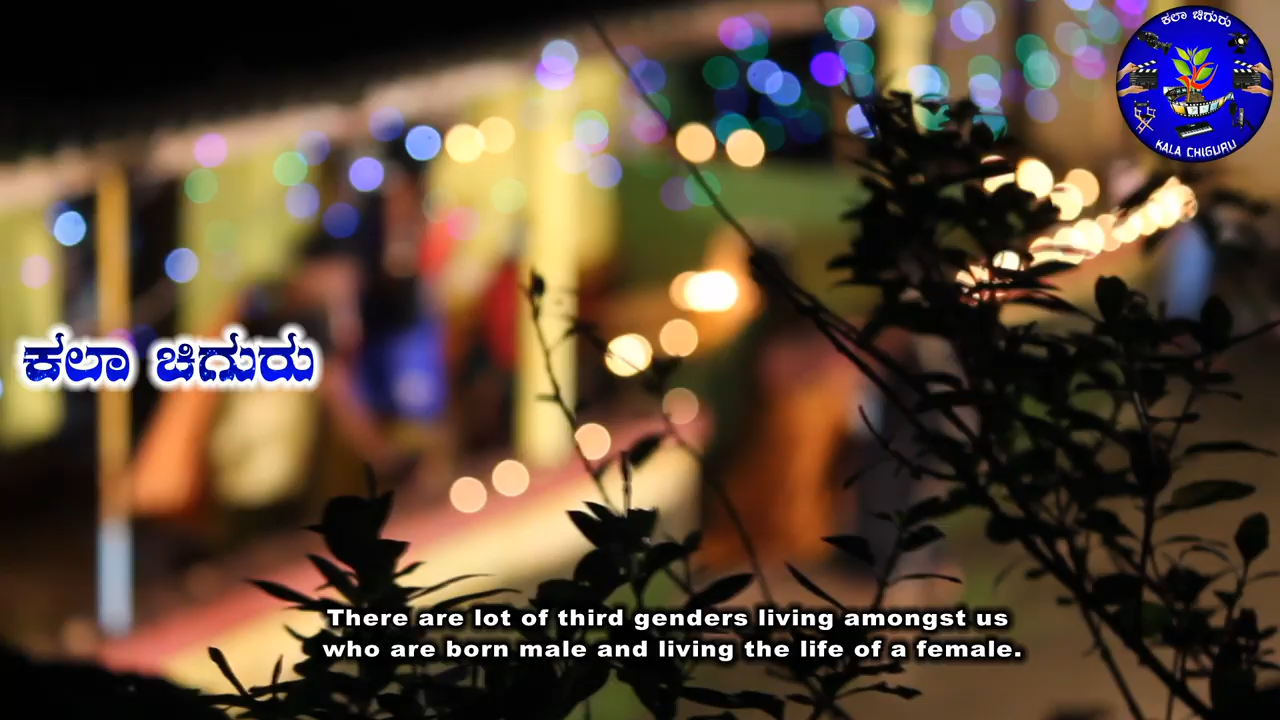 ಕಲಾ ಚಿಗುರು
KALA CHIGURU
ಕಲಾ ಚಿಗುರು
There are lot of third genders living amongst us
who are born male and living the life of a female.